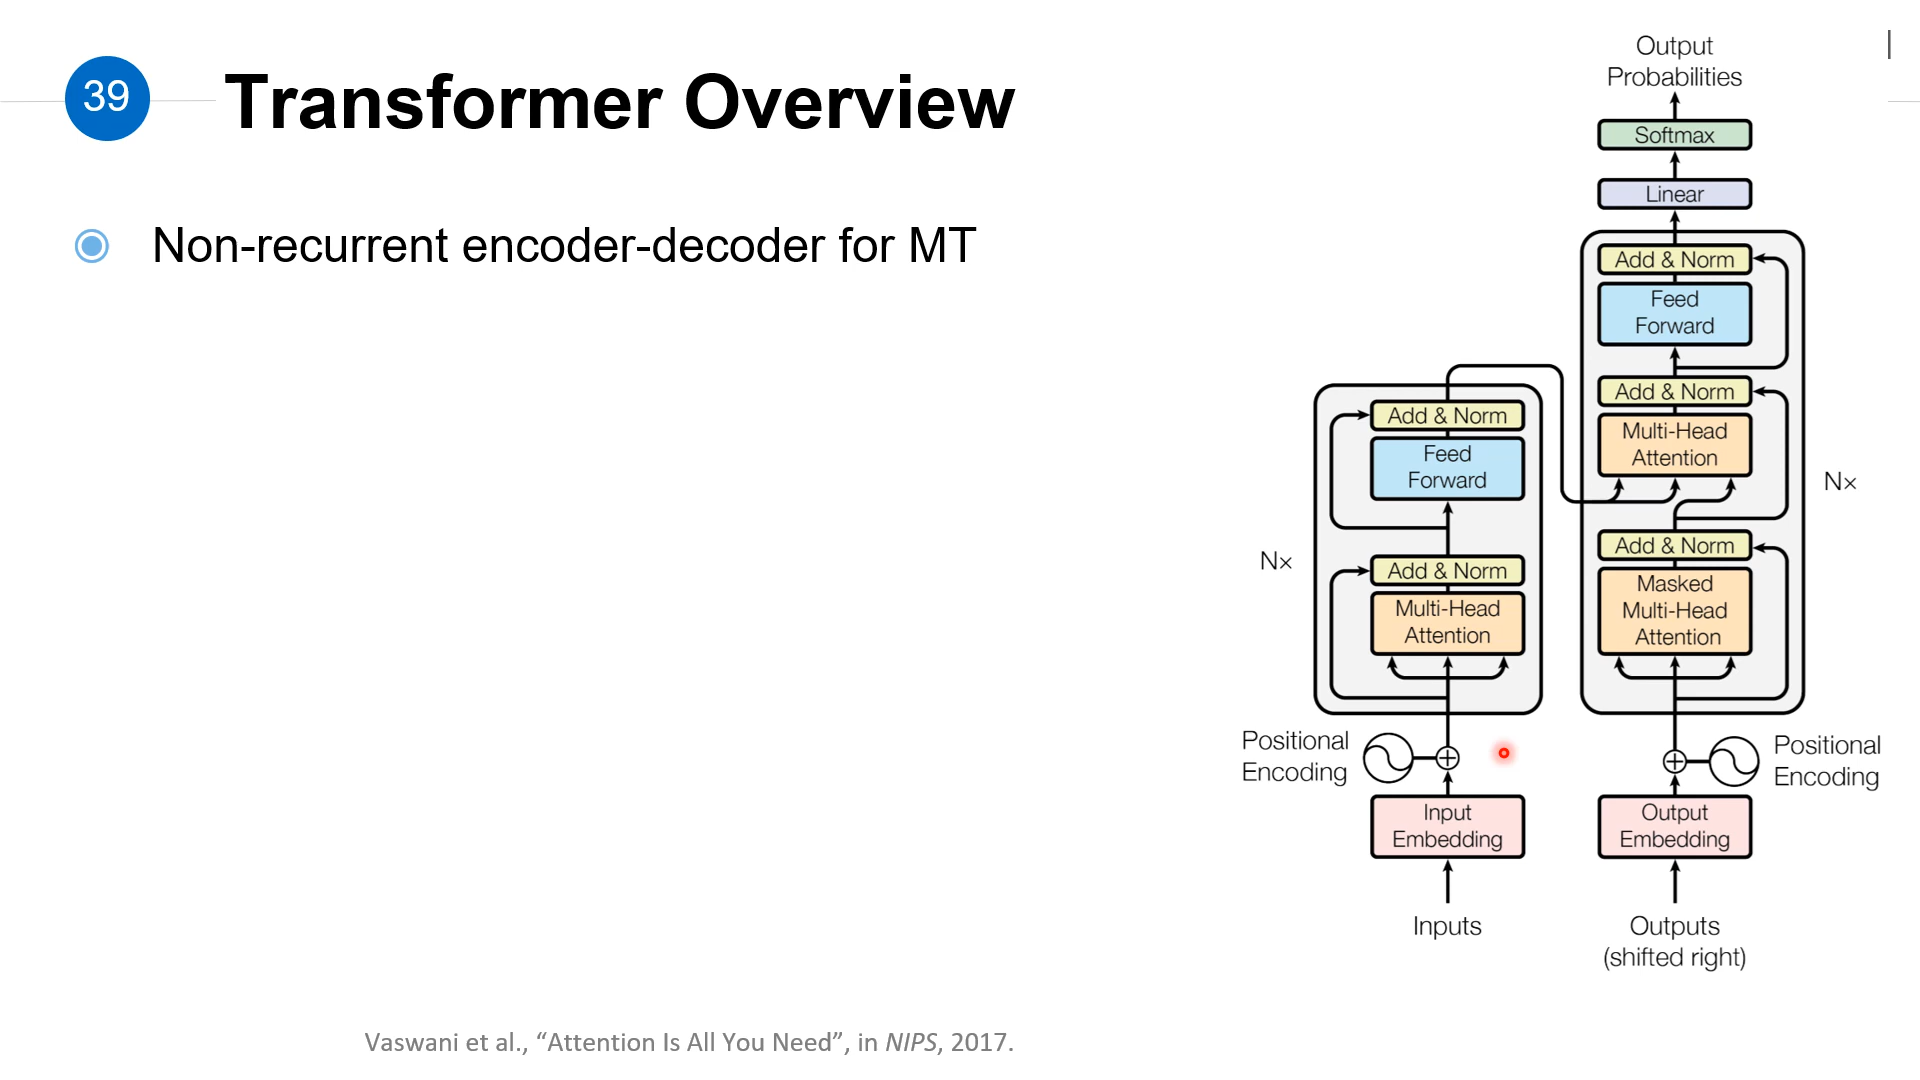 39
Transformer Overview
Non-recurrent encoder-decoder for MT
Output
Probabilities
Softmax
Linear
Add & Norm
Feed
Forward
Add & Norm
Multi-Head
Attention
N×
Add & Norm
Masked
Multi-Head
Attention
Add & Norm
Feed
Forward
N×
Add & Norm
Multi-Head
Attention
Positional
Encoding
Positional
Encoding
Input
Embedding
Output
Embedding
Inputs
Outputs
(shifted right)
Vaswani et al., “Attention Is All You Need”, in NIPS, 2017.